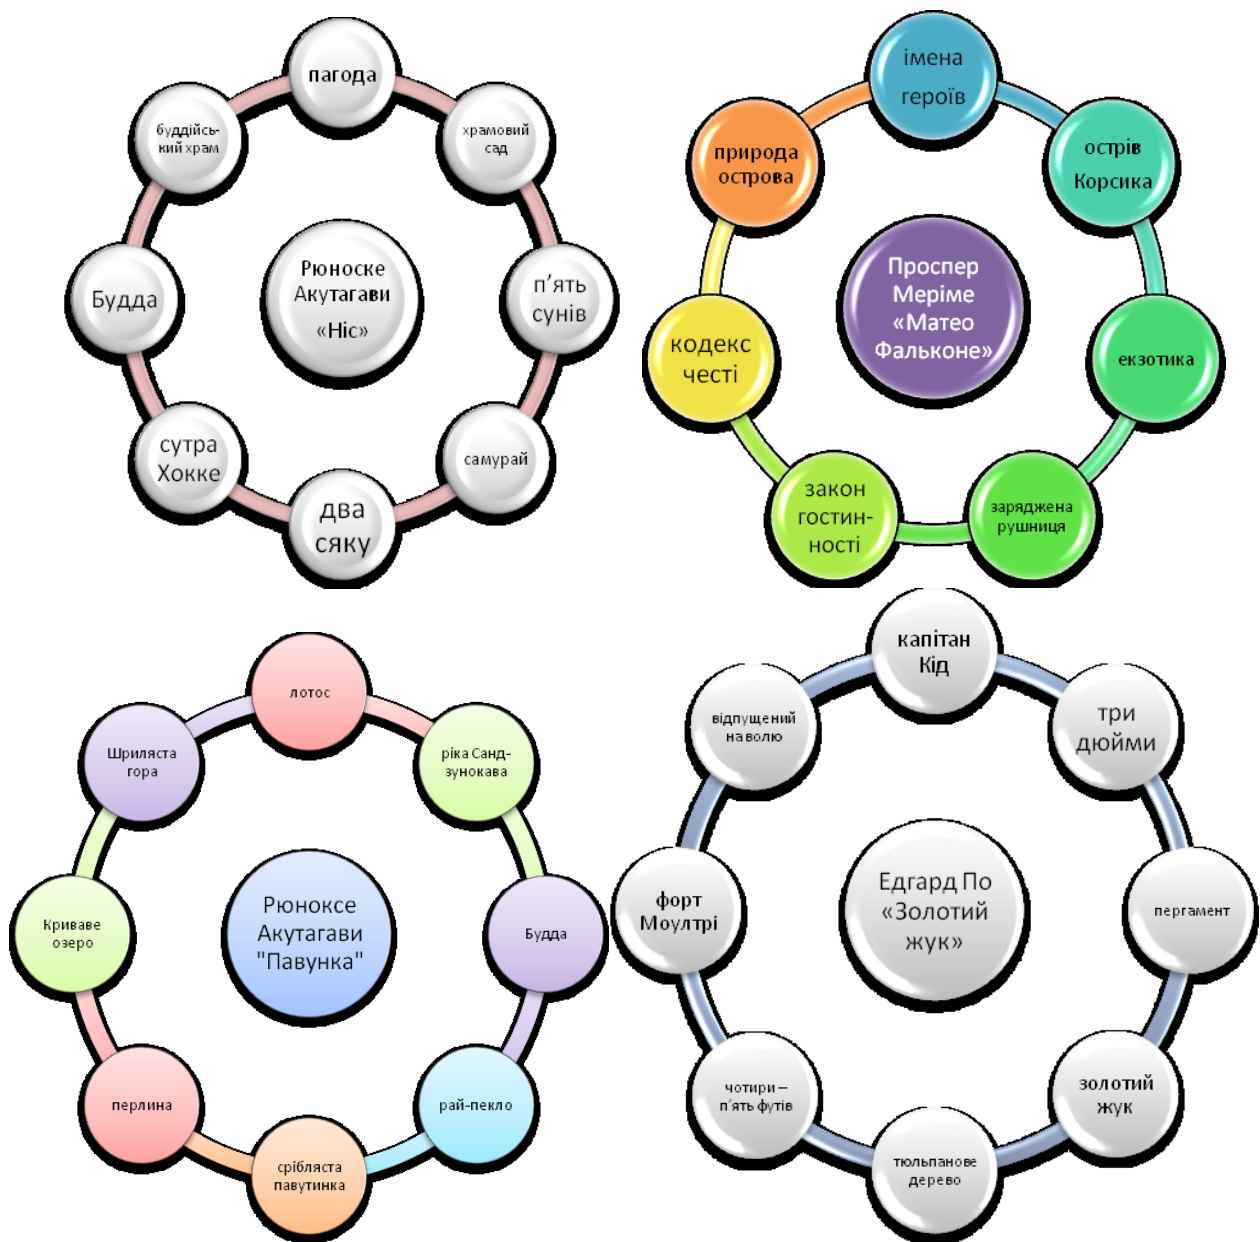 пагода
храмовий
сад
п'ять
сунів
самурай
два
сяку
сутра
Хокке
Будда
буддійсь-
кий храм
Рюноске
Акутагави
«Ніс»
імена
героїв
острів
Корсика
екзотика
заряджена
рушниця
закон
гостин-
ності
кодекс
честі
природа
острова
Проспер
Меріме
«Матео
Фальконе»
лотос
ріка Санд-
зунокава
Будда
рай-пекло
срібляста
павутинка
перлина
Криваве
озеро
Шриляста
гора
Рюноксе
Акутагави
"Павунка"
капітан
Кід
три
дюйми
пергамент
золотий
жук
тюльпанове
дерево
чотири –
п'ять футів
форт
Моултрі
відпущений
на волю
Едгард По
«Золотий
жук»